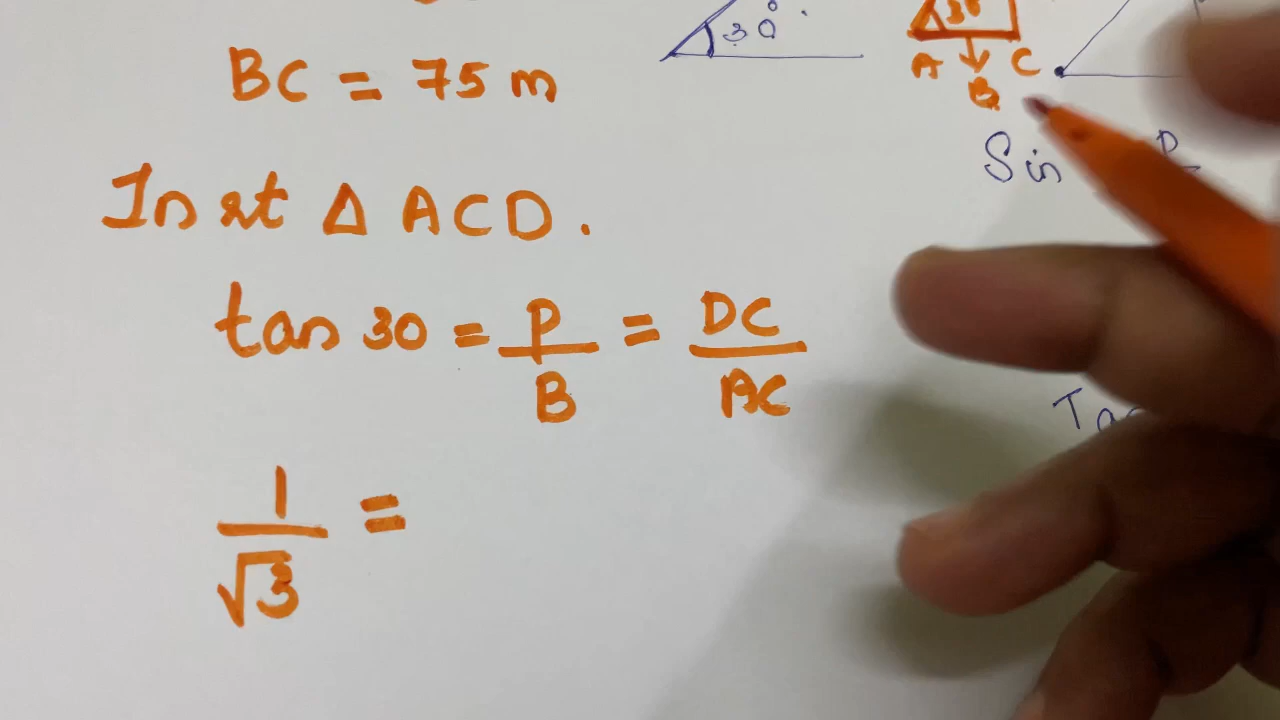 30°
30
A C
B
BC = 75 m
Sin P
In rt Δ ACD.
tan 30 = P/B = DC/AC
Tan
1/√3 =